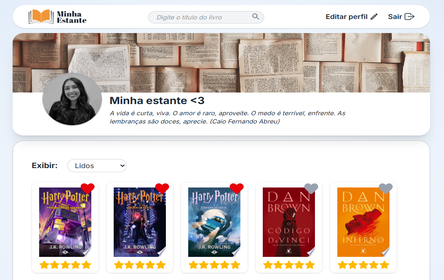 Minha
Estante
Digite o título do livro
Editar perfil
Sair
Minha estante <3
A vida é curta, viva. O amor é raro, aproveite. O medo é terrível, enfrente. As
lembranças são doces, aprecie. (Caio Fernando Abreu)
Exibir:
Lidos
Harry Potter
J.K. ROWLING
Harry Potter
J.K. ROWLING
Harry Potter
J.K. ROWLING
DAN
BROWN
CÓDIGO
DA VINCI
DAN
BROWN
INFERNO